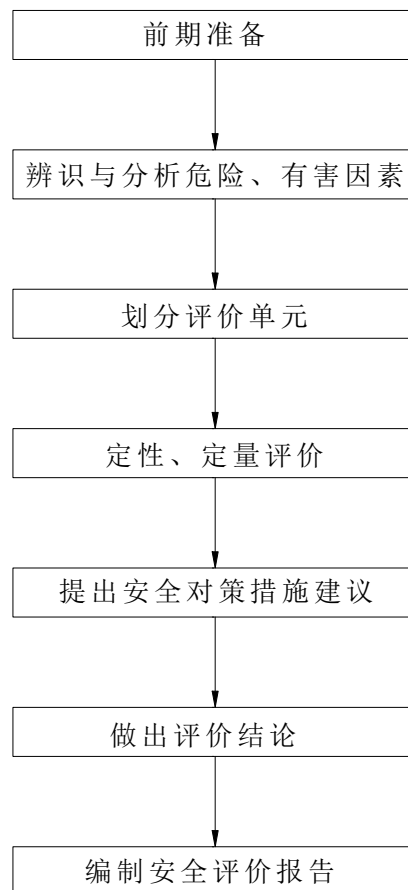 前期准备
辨识与分析危险、有害因素
划分评价单元
定性、定量评价
提出安全对策措施建议
做出评价结论
编制安全评价报告